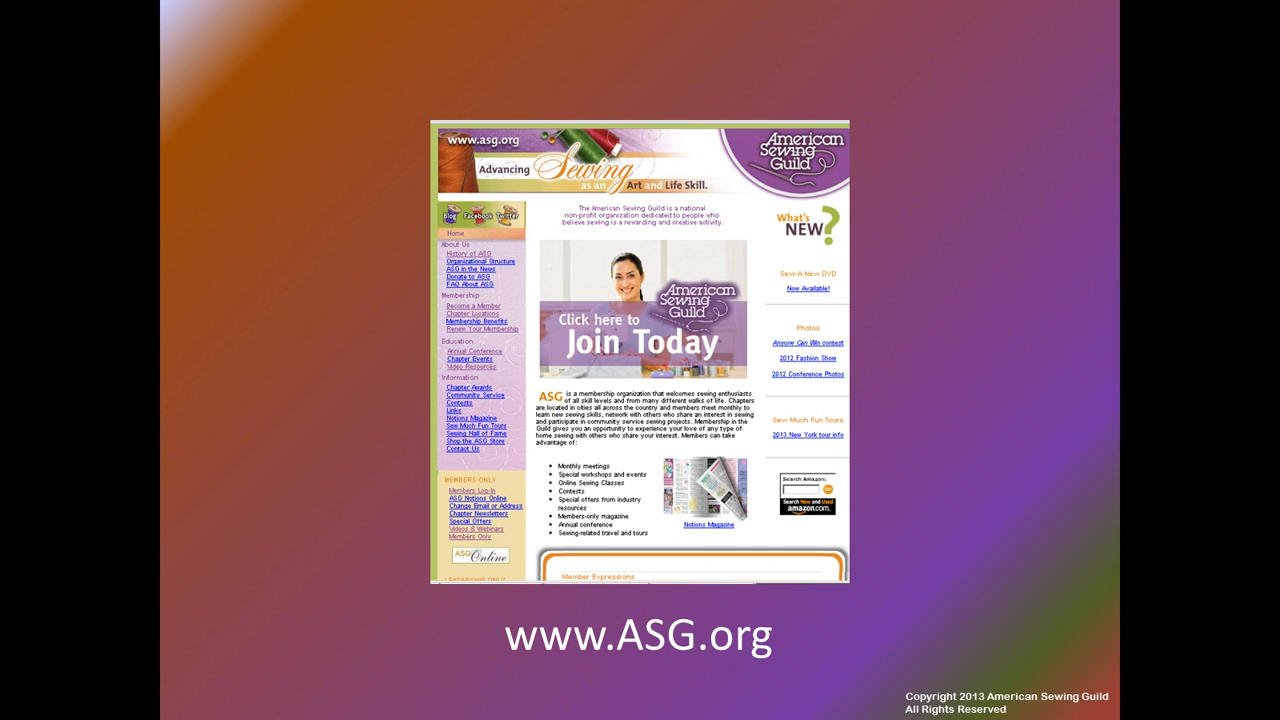 www.asg.org
Advancing Sewing
as an Art and Life Skill.
American
Sewing
Guild
Blog Facebook Twitter
Home
About Us
History of ASG
Organizational Structure
ASG in the News
Donate to ASG
FAQ About ASG
Membership
Become a Member
Chapter Locations
Membership Benefits
Renew Your Membership
Education
Annual Conference
Chapter Events
Video Resources
Information
Chapter Awards
Community Service
Contests
Links
Notions Magazine
Sew Much Fun Tours
Sewing Hall of Fame
Shop the ASG Store
Contact Us
MEMBERS ONLY
Members Log-In
ASG Notions Online
Change Email or Address
Chapter Newsletters
Special Offers
Videos & Webinars
Members Only
ASG Online
LEADERSHIP ONLY
The American Sewing Guild is a national
non-profit organization dedicated to people who
believe sewing is a rewarding and creative activity.
American
Sewing
Guild
Click here to
Join Today
ASG is a membership organization that welcomes sewing enthusiasts
of all skill levels and from many different walks of life. Chapters
are located in cities all across the country and members meet monthly to
learn new sewing skills, network with others who share an interest in sewing
and participate in community service sewing projects. Membership in the
Guild gives you an opportunity to experience your love of any type of
home sewing with others who share your interest. Members can take
advantage of:
Monthly meetings
Special workshops and events
Online Sewing Classes
Contests
Special offers from industry
resources
Members-only magazine
Annual conference
Sewing-related travel and tours
Notions Magazine
Member Expressions
What's
NEW?
Sew-A-New DVD
Now Available!
Photos
Anyone Can Win contest
2012 Fashion Show
2012 Conference Photos
Sew Much Fun Tours
2013 New York tour info
Search Amazon:
GO!
Search New and Used
amazon.com.
www.ASG.org
Copyright 2013 American Sewing Guild
All Rights Reserved